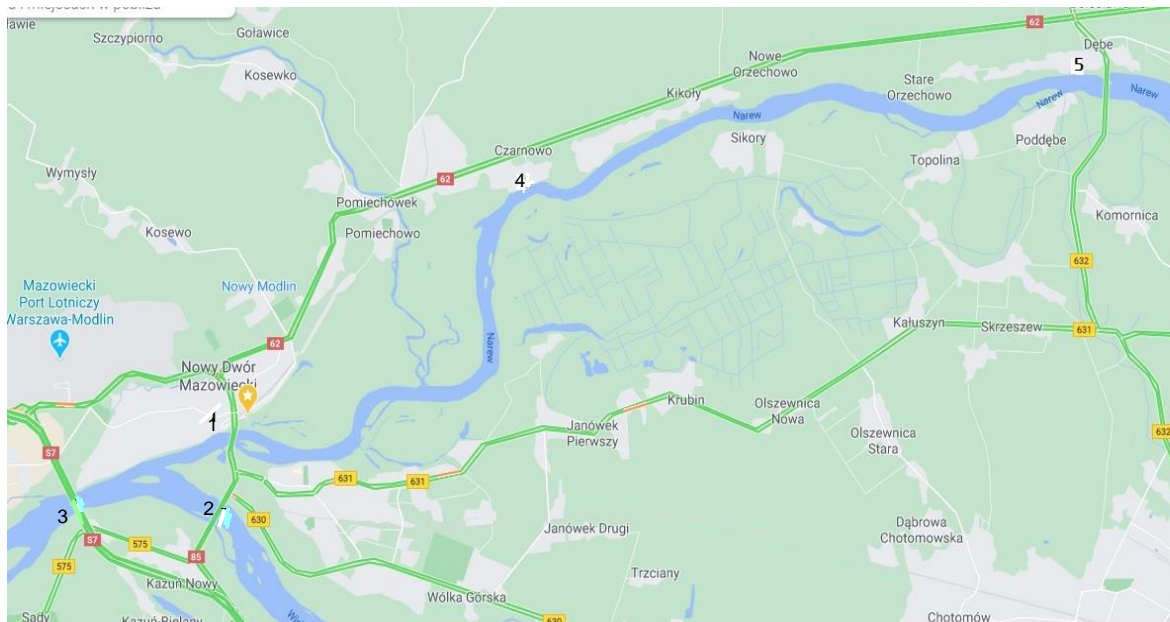 Szczypiorno
Goławice
Kosewko
62
Dębe
5
Nowe
Orzechowo
Stare
Orzechowo
Narew
Narew
Kikoły
Narew
Sikory
Poddębe
Czarnowo
Topolina
4
62
Wymysły
Pomiechówek
Komornica
Pomiechowo
Kosewo
632
Mazowiecki
Port Lotniczy
Warszawa-Modlin
Nowy Modlin
Kałuszyn
Skrzeszew
631
Narew
62
Nowy Dwór
Mazowiecki
Krubin
Olszewnica
Nowa
1
Janówek
Pierwszy
Olszewnica
Stara
632
S7
631
631
2
3
630
Janówek Drugi
Dąbrowa
Chotomowska
S7
575
85
575
Kazuń Nowy
Trzciany
Wólka Górska
Sady
Kazuń-Bielany
630
Chotomów